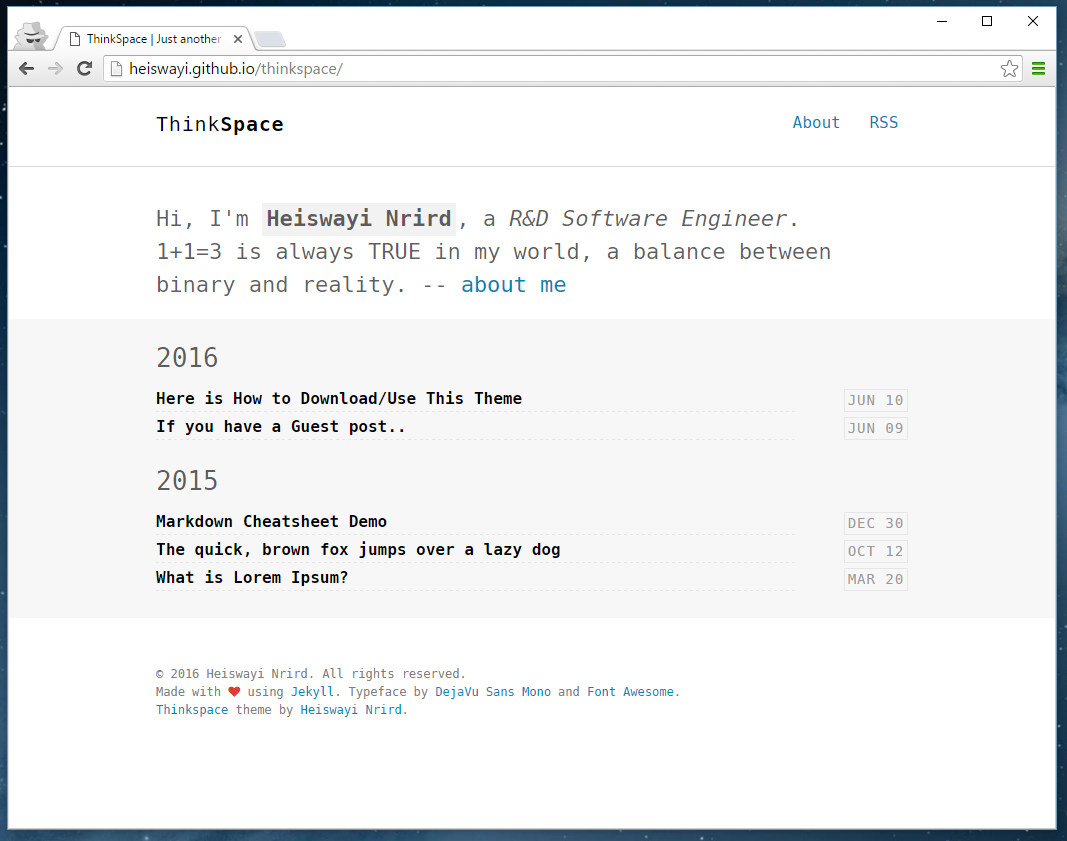 ThinkSpace | Just another
heiswayi.github.io/thinkspace/
ThinkSpace
About RSS
Hi, I'm Heiswayi Nrird, a R&D Software Engineer.
1+1=3 is always TRUE in my world, a balance between
binary and reality. -- about me
2016
Here is How to Download/Use This Theme JUN 10
If you have a Guest post.. JUN 09
2015
Markdown Cheatsheet Demo DEC 30
The quick, brown fox jumps over a lazy dog OCT 12
What is Lorem Ipsum? MAR 20
© 2016 Heiswayi Nrird. All rights reserved.
Made with ♥ using Jekyll. Typeface by DejaVu Sans Mono and Font Awesome.
Thinkspace theme by Heiswayi Nrird.